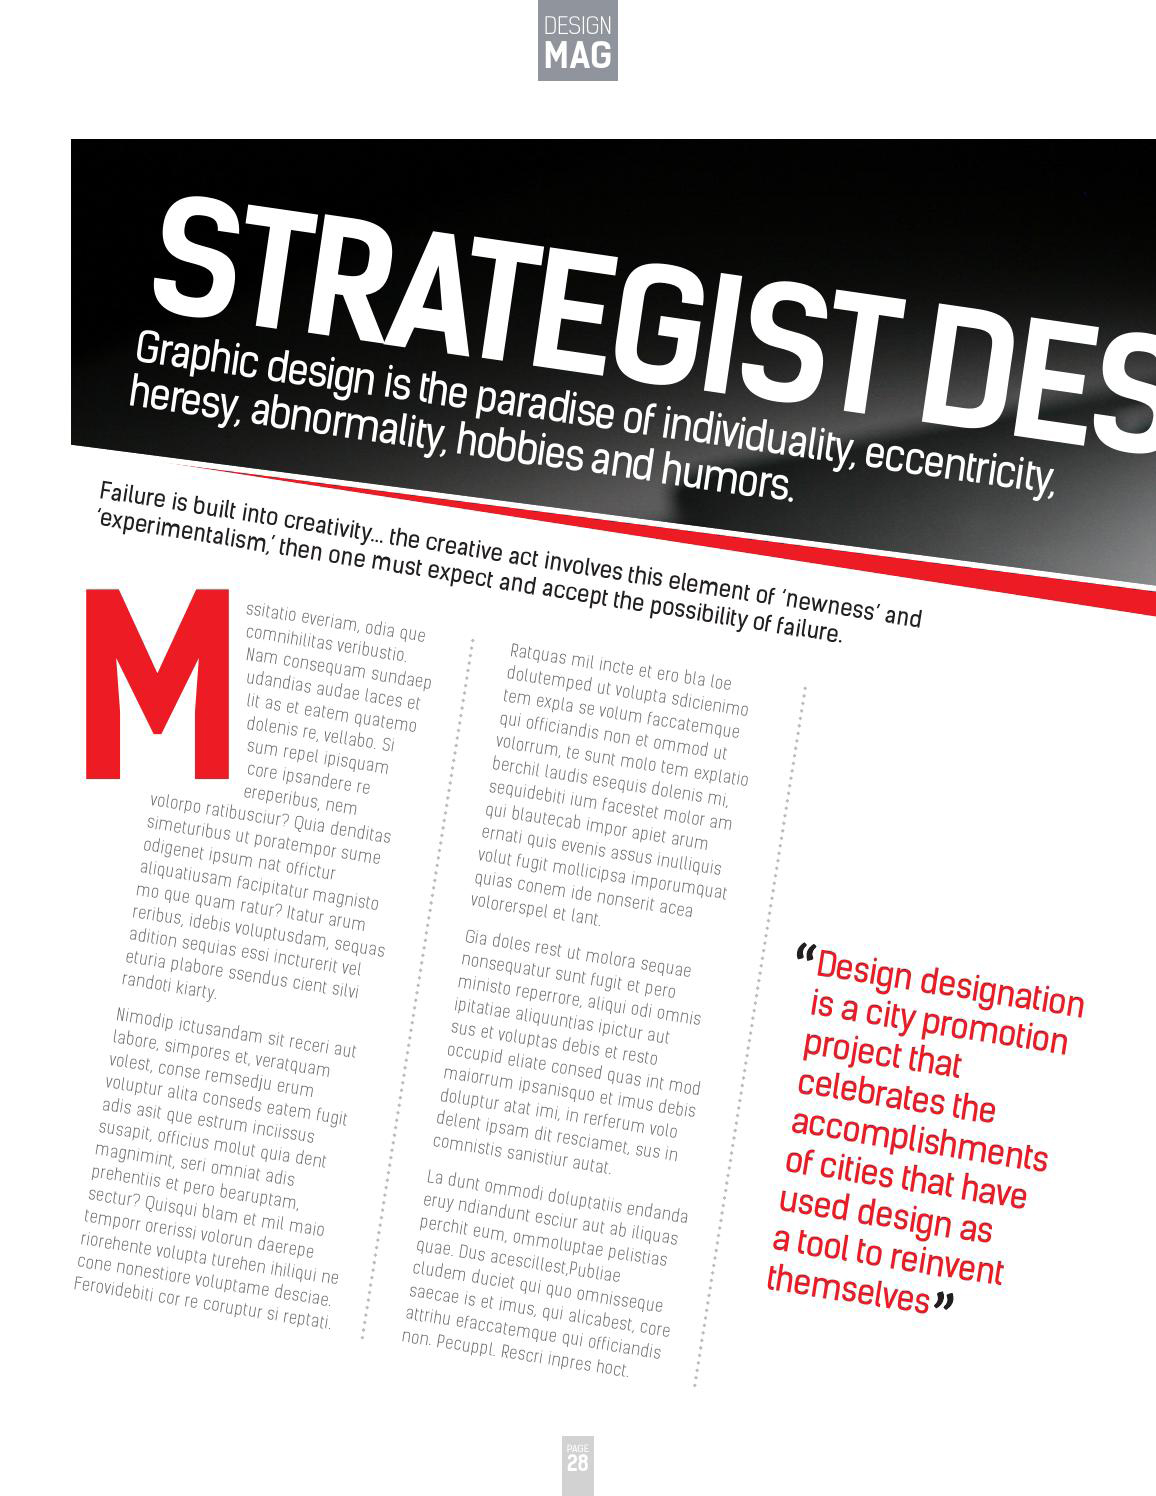 DESIGN
MAG
STRATEGIST DES
Graphic design is the paradise of individuality, eccentricity,
heresy, abnormality, hobbies and humors.
Failure is built into creativity... the creative act involves this element of ‘newness’ and
‘experimentalism,’ then one must expect and accept the possibility of failure.
M
ssitatio everiam, odia que
comnihilitas veribustio.
Nam consequam sundaep
udandias audae laces et
lit as et eatem quatemo
dolenis re, vellabo. Si
sum repel ipisquam
core ipsandere re
ereperibus, nem
volorpo ratibusciur? Quia denditas
simeturibus ut poratempor sume
odigenet ipsum nat offictur
aliquatiusam facipitatur magnisto
mo que quam ratur? Itatur arum
reribus, idebis voluptusdam, sequas
adition sequias essi incturerit vel
eturia plabore ssendus cient silvi
randoti kiarty.
Nimodip ictusandam sit receri aut
labore, simpores et, veratquam
volest, conse remsedju erum
voluptur alita conseds eatem fugit
adis asit que estrum inciissus
susapit, officius molut quia dent
magnimint, seri omniat adis
prehentiis et pero bearuptam,
sectur? Quisqui blam et mil maio
temporr orerissi volorun daerepe
riorehente volupta turehen ihiliqui ne
cone nonestiore voluptame desciae.
Ferovidebiti cor re coruptur si reptati.
Ratquas mil incte et ero bla loe
dolutemped ut volupta sdicienimo
tem expla se volum faccatemque
qui officiandis non et ommod ut
volorrum, te sunt molo tem explatio
berchil laudis esequis dolenis mi,
sequidebiti ium facestet molor am
qui blautecab impor apiet arum
ernati quis evenis assus inulliquis
volut fugit mollicipsa imporumquat
quias conem ide nonserit acea
volorerspel et lant.
Gia doles rest ut molora sequae
nonsequatur sunt fugit et pero
ministo reperrore, aliqui odi omnis
ipitatiae aliquuntias ipictur aut
sus et voluptas debis et resto
occupid eliate consed quas int mod
maiorrum ipsanisquo et imus debis
doluptur atat imi, in rerferum volo
delent ipsam dit resciamet, sus in
comnistis sanistiur autat.
La dunt ommodi doluptatiis endanda
eruy ndiandunt esciur aut ab iliquas
perchit eum, ommoluptae pelistias
quae. Dus acescillest,Publiae
cludem duciet qui quo omnisseque
saecae is et imus, qui alicabest, core
attrihu efaccatemque qui officiandis
non. Pecuppl. Rescri inpres hoct.
“Design designation
is a city promotion
project that
celebrates the
accomplishments
of cities that have
used design as
a tool to reinvent
themselves”
PAGE
28